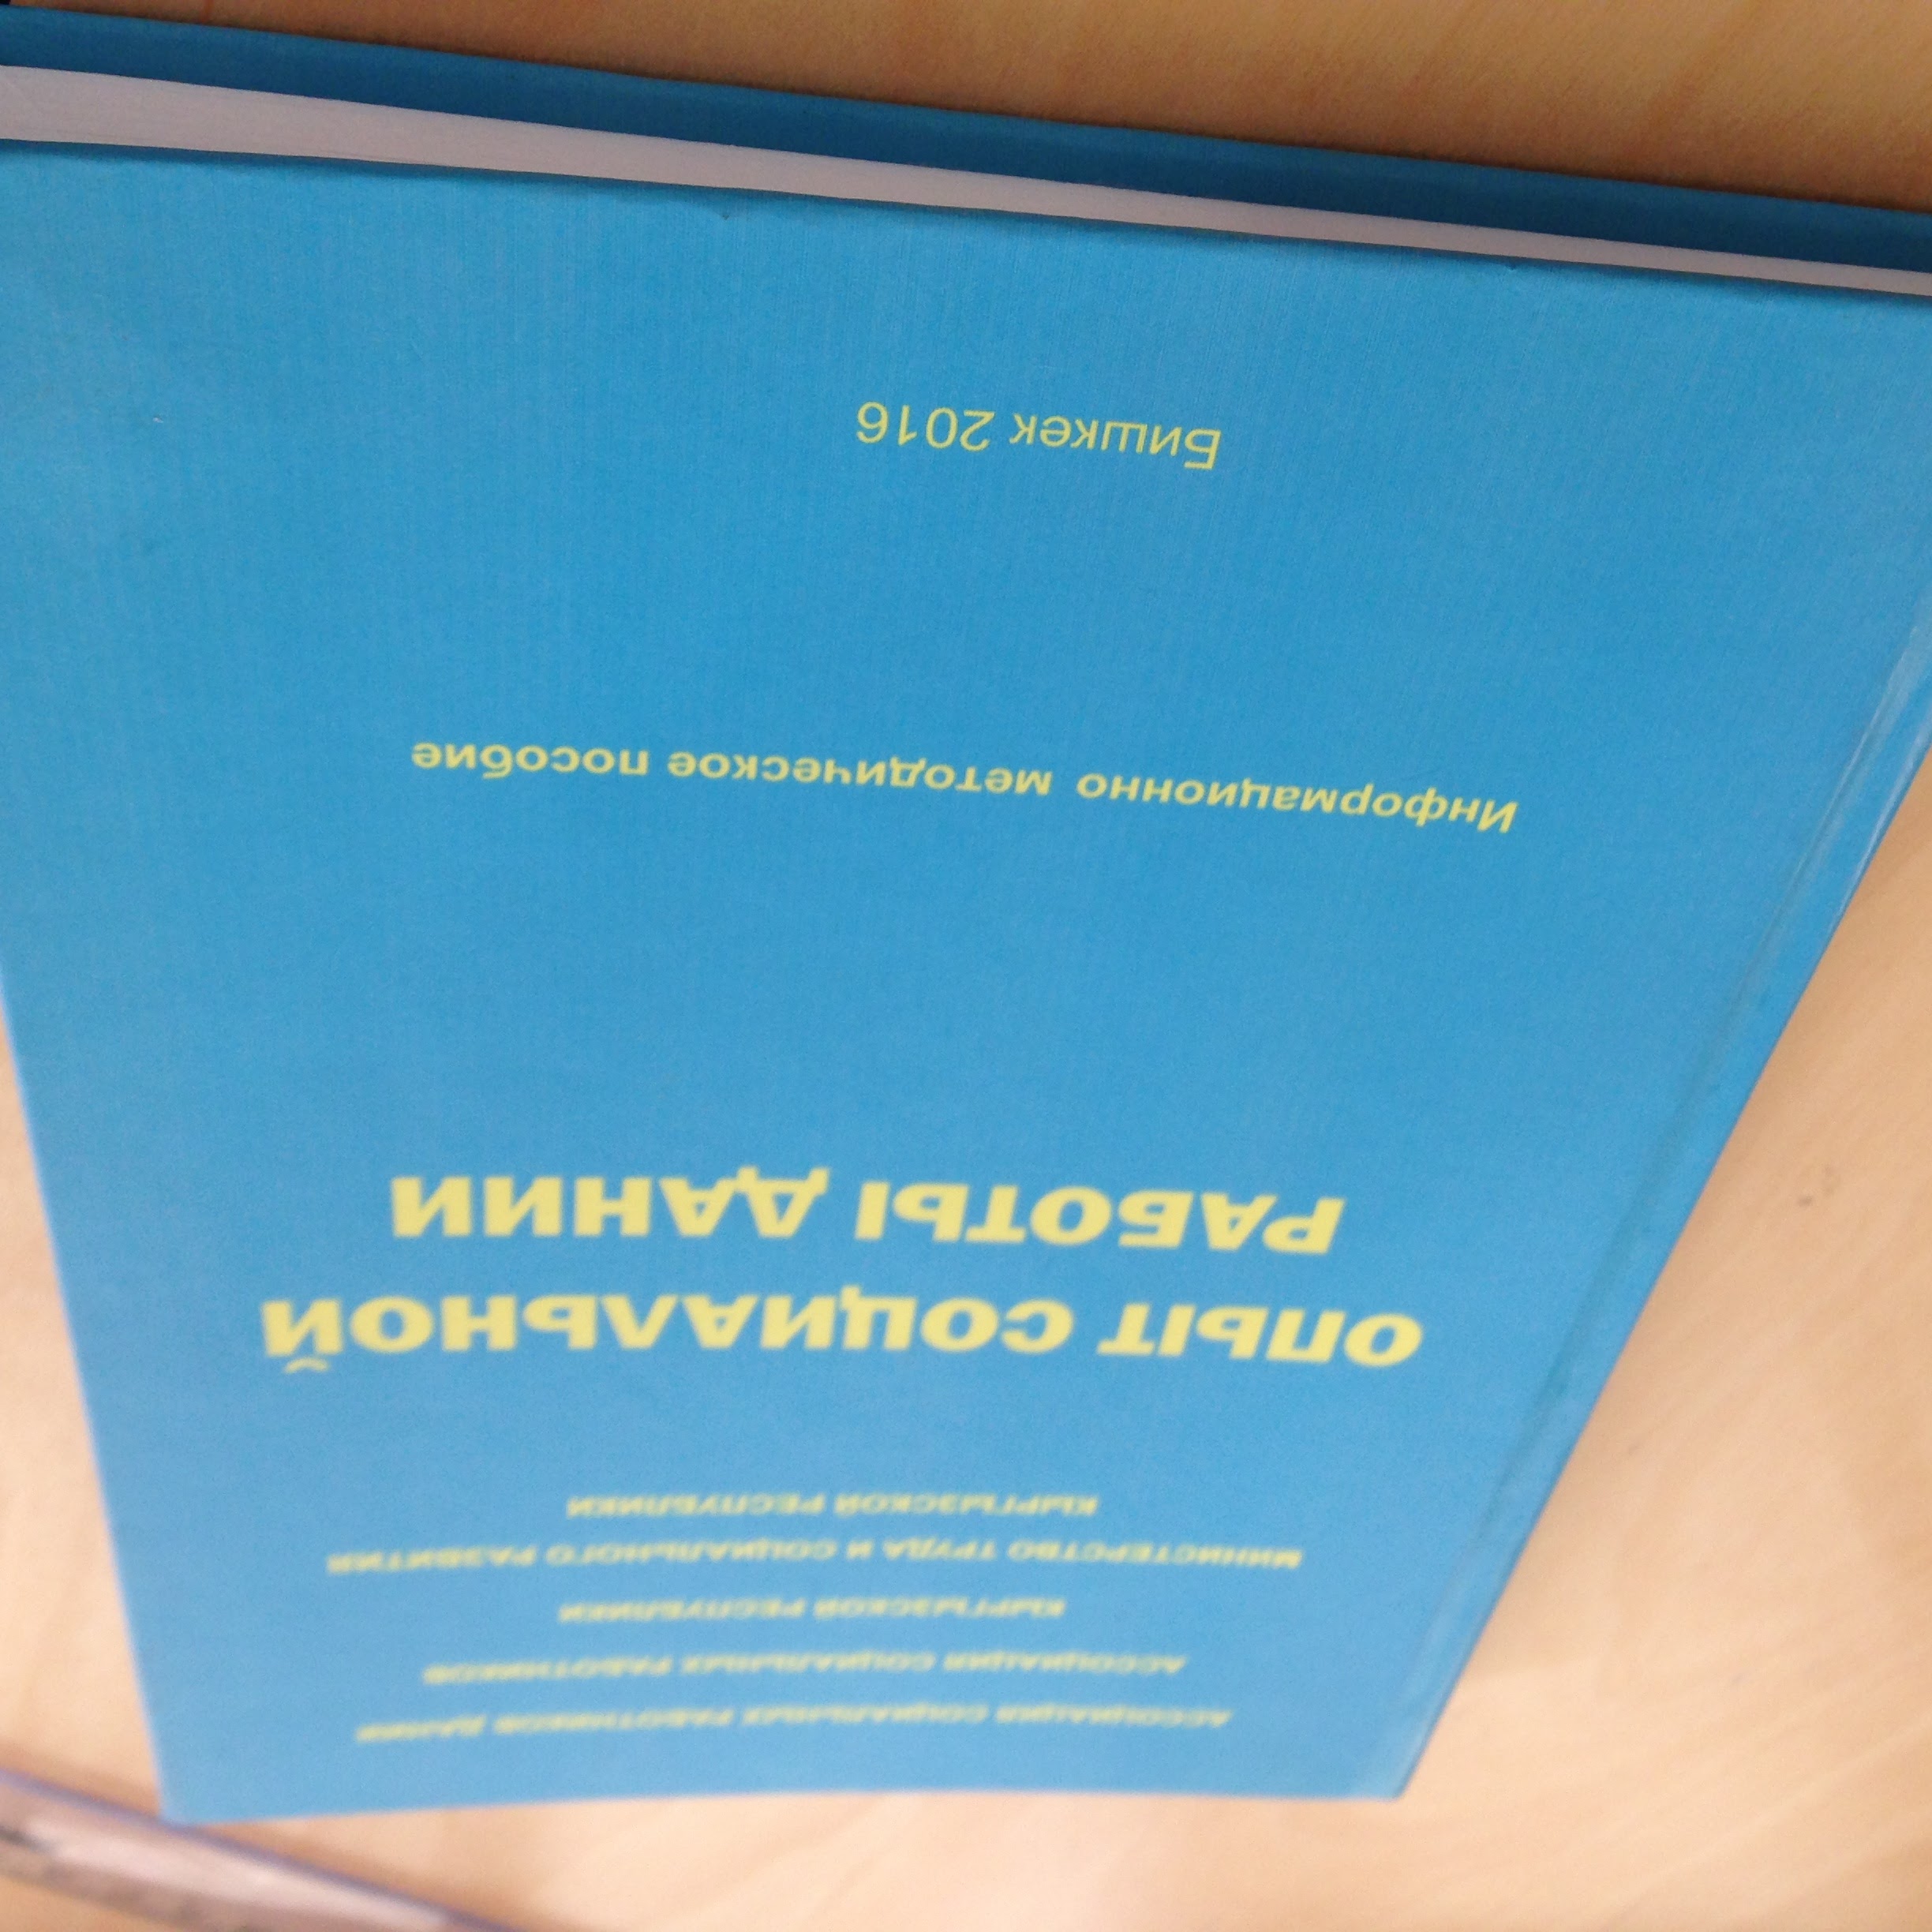 АССОЦИАЦИЯ СОЦИАЛЬНЫХ РАБОТНИКОВ ДАНИИ
АССОЦИАЦИЯ СОЦИАЛЬНЫХ РАБОТНИКОВ
КЫРГЫЗСКОЙ РЕСПУБЛИКИ
МИНИСТЕРСТВО ТРУДА И СОЦИАЛЬНОГО РАЗВИТИЯ
КЫРГЫЗСКОЙ РЕСПУБЛИКИ
ОПЫТ СОЦИАЛЬНОЙ
РАБОТЫ ДАНИИ
Информационно методическое пособие
Бишкек 2016